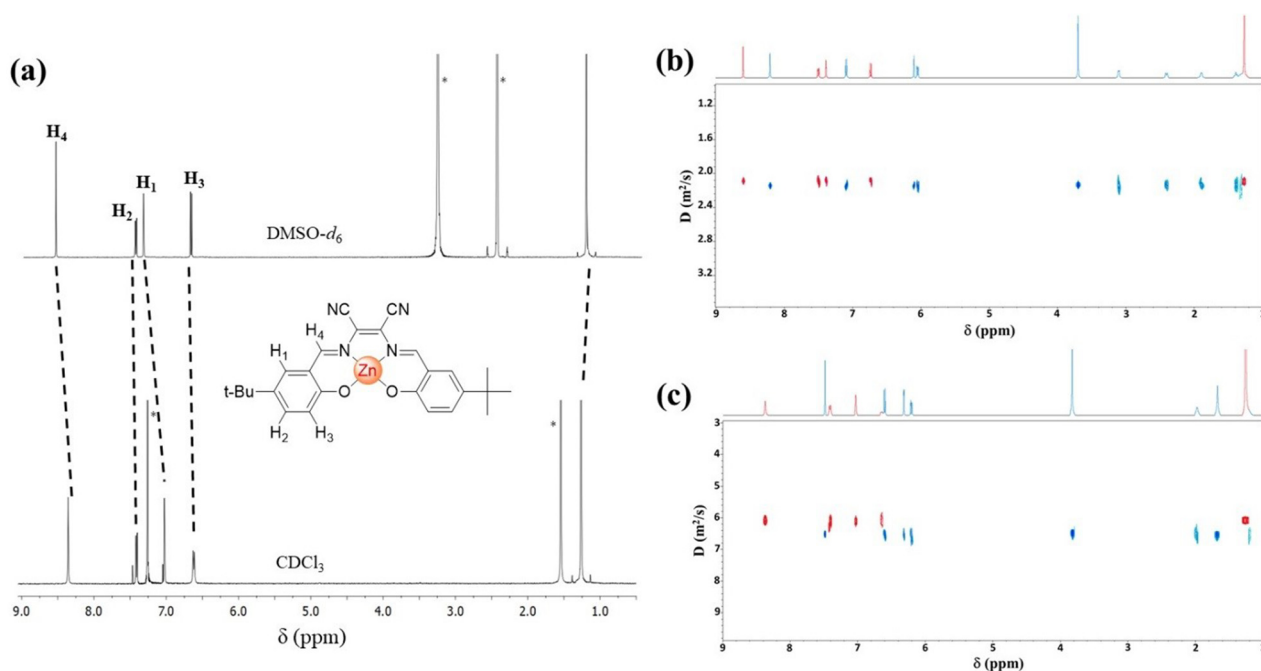 (a)
H₄
H₂
H₁
H₃
*
*
DMSO-d₆
CN
CN
H₄
H₁
N
N
Zn
t-Bu
O
O
H₂
H₃
*
*
CDCl₃
9.0 8.0 7.0 6.0 5.0 4.0 3.0 2.0 1.0
δ (ppm)
(b)
D (m²/s)
1.2
1.6
2.0
2.4
2.8
3.2
9 8 7 6 5 4 3 2 1
δ (ppm)
(c)
D (m²/s)
3
4
5
6
7
8
9
9 8 7 6 5 4 3 2 1
δ (ppm)